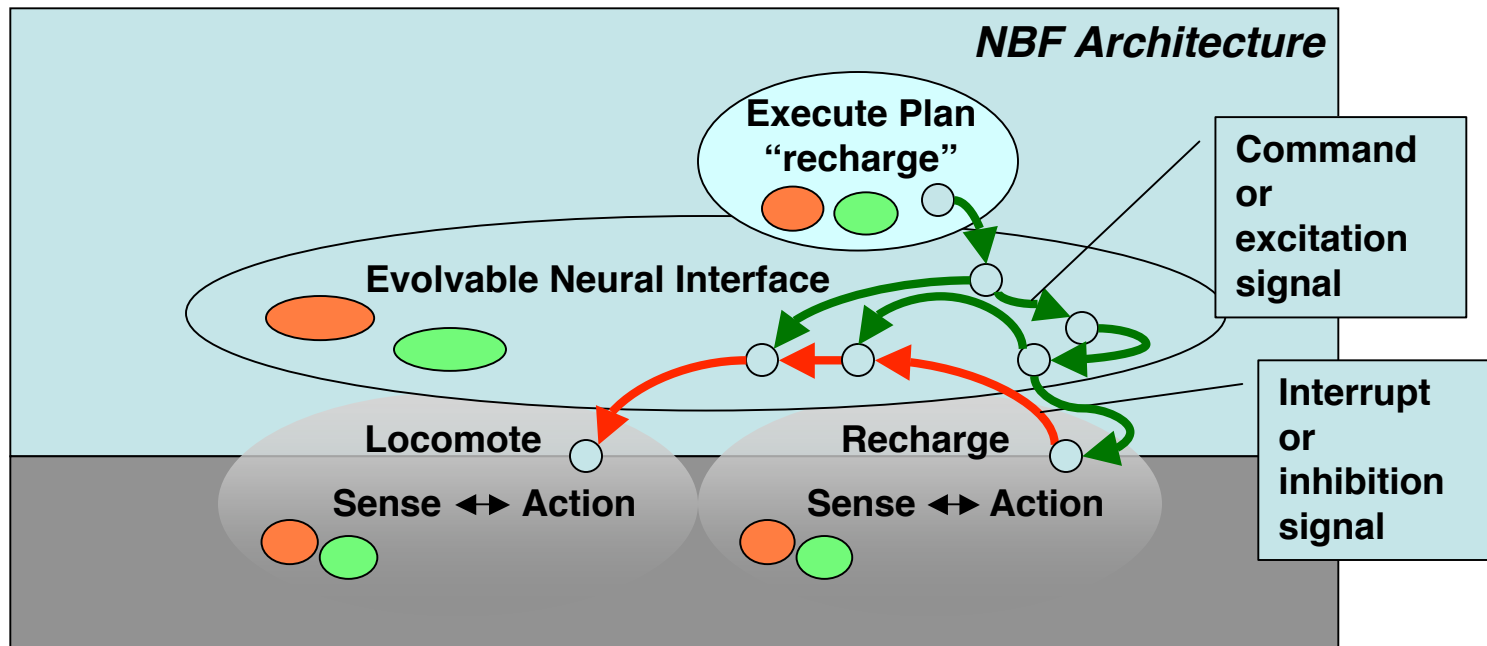 NBF Architecture
Execute Plan
“recharge”
Command
or
excitation
signal
Evolvable Neural Interface
Interrupt
or
inhibition
signal
Locomote
Recharge
Sense Action
Sense Action